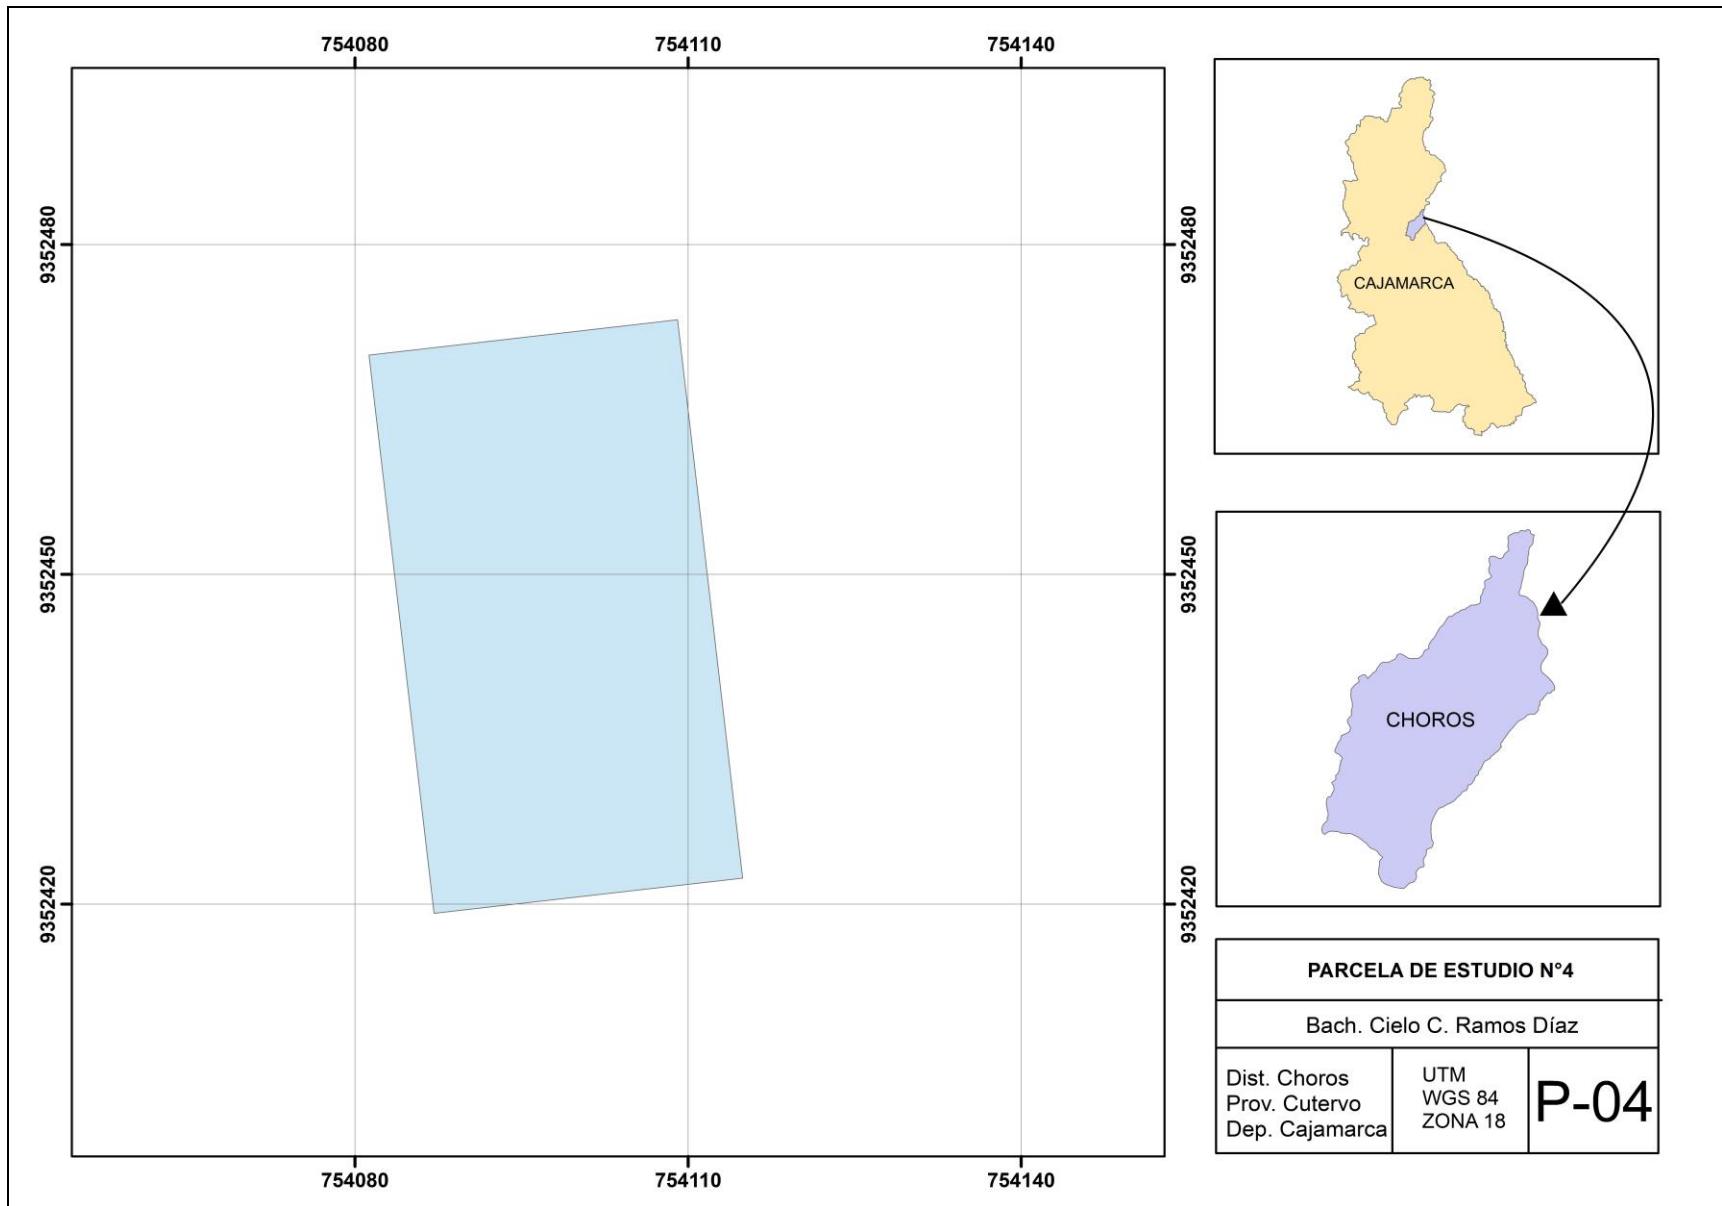 754080
754110
754140
9352480
9352480
9352450
9352450
9352420
9352420
754080
754110
754140
CAJAMARCA
CHOROS
PARCELA DE ESTUDIO N°4
Bach. Cielo C. Ramos Díaz
Dist. Choros
Prov. Cutervo
Dep. Cajamarca
UTM
WGS 84
ZONA 18
P-04